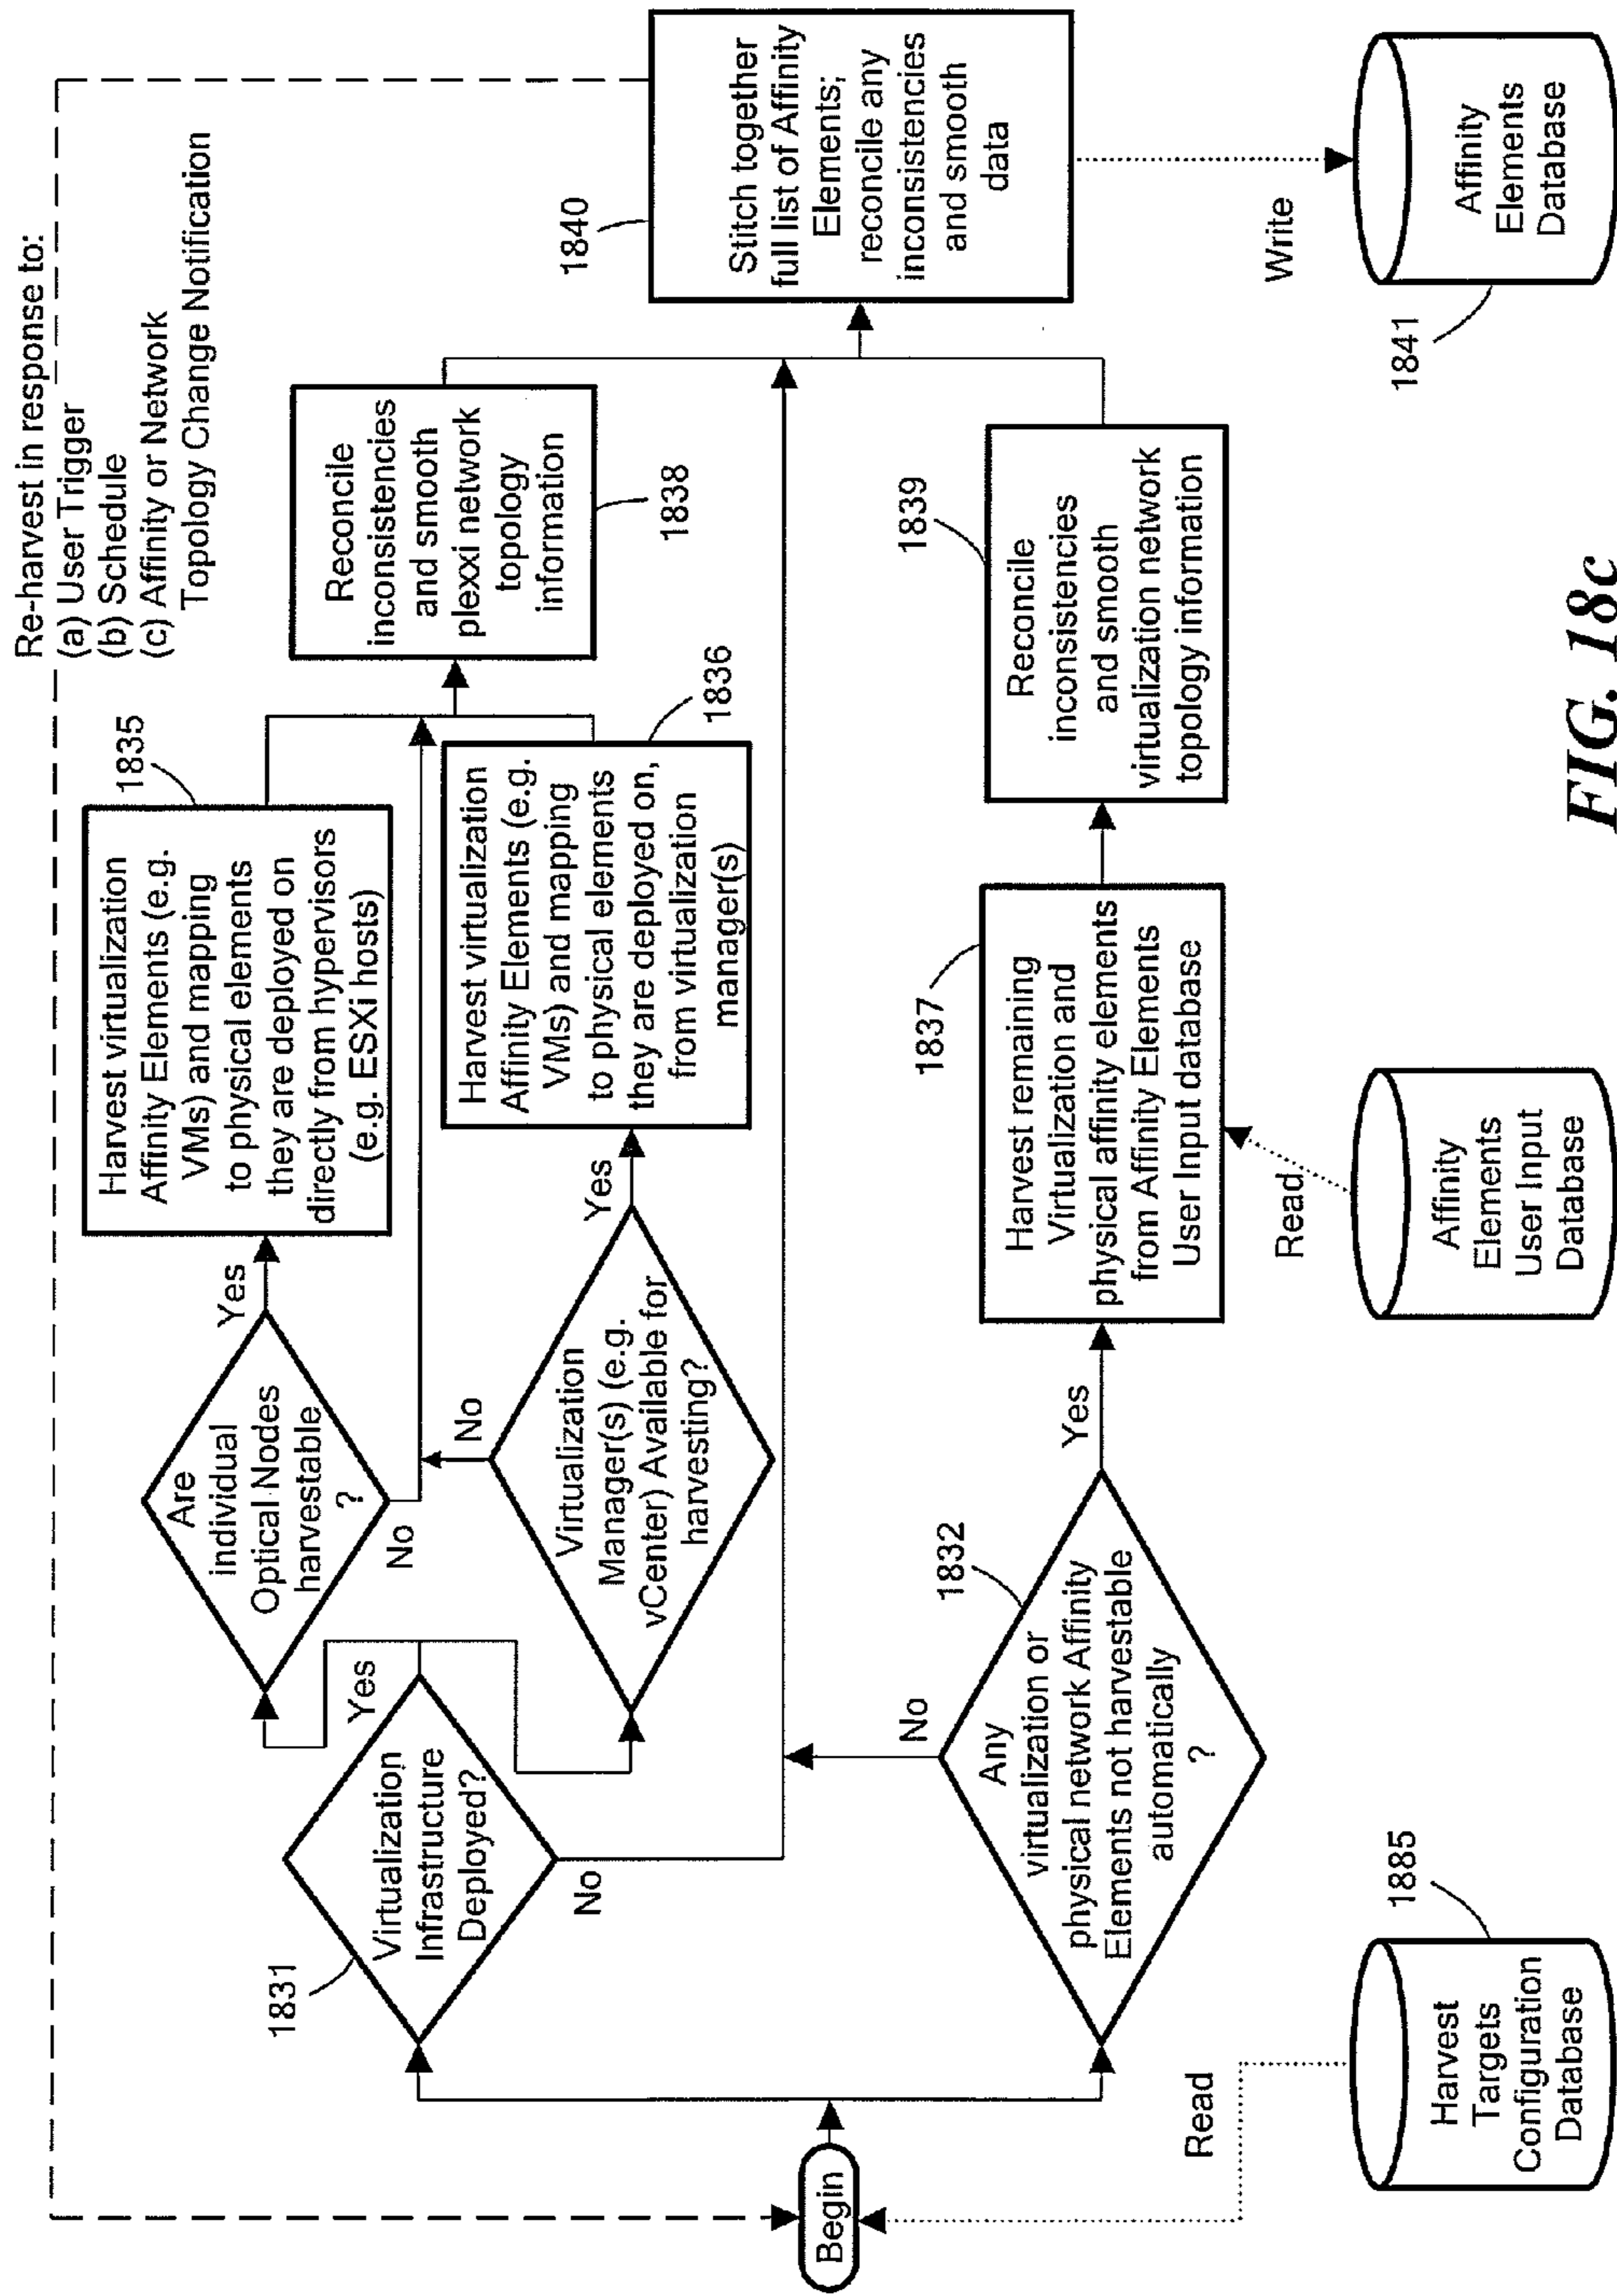 Re-harvest in response to:
(a) User Trigger
(b) Schedule
(c) Affinity or Network
Topology Change Notification
Begin
1831
Virtualization
Infrastructure
Deployed?
Yes
No
Are
individual
Optical Nodes
harvestable
?
Yes
No
1835
Harvest virtualization
Affinity Elements (e.g.
VMs) and mapping
to physical elements
they are deployed on
directly from hypervisors
(e.g. ESXi hosts)
Virtualization
Manager(s) (e.g.
vCenter) Available for
harvesting?
No
Yes
1836
Harvest virtualization
Affinity Elements (e.g.
VMs) and mapping
to physical elements
they are deployed on,
from virtualization
manager(s)
Reconcile
inconsistencies
and smooth
plexxi network
topology
information
1838
1832
Any
virtualization or
physical network Affinity
Elements not harvestable
automatically
?
No
Yes
1837
Harvest remaining
Virtualization and
physical affinity elements
from Affinity Elements
User Input database
1839
Reconcile
inconsistencies
and smooth
virtualization network
topology information
1840
Stitch together
full list of Affinity
Elements;
reconcile any
inconsistencies
and smooth
data
Read
1885
Harvest
Targets
Configuration
Database
Read
Affinity
Elements
User Input
Database
Write
1841
Affinity
Elements
Database
FIG. 18c